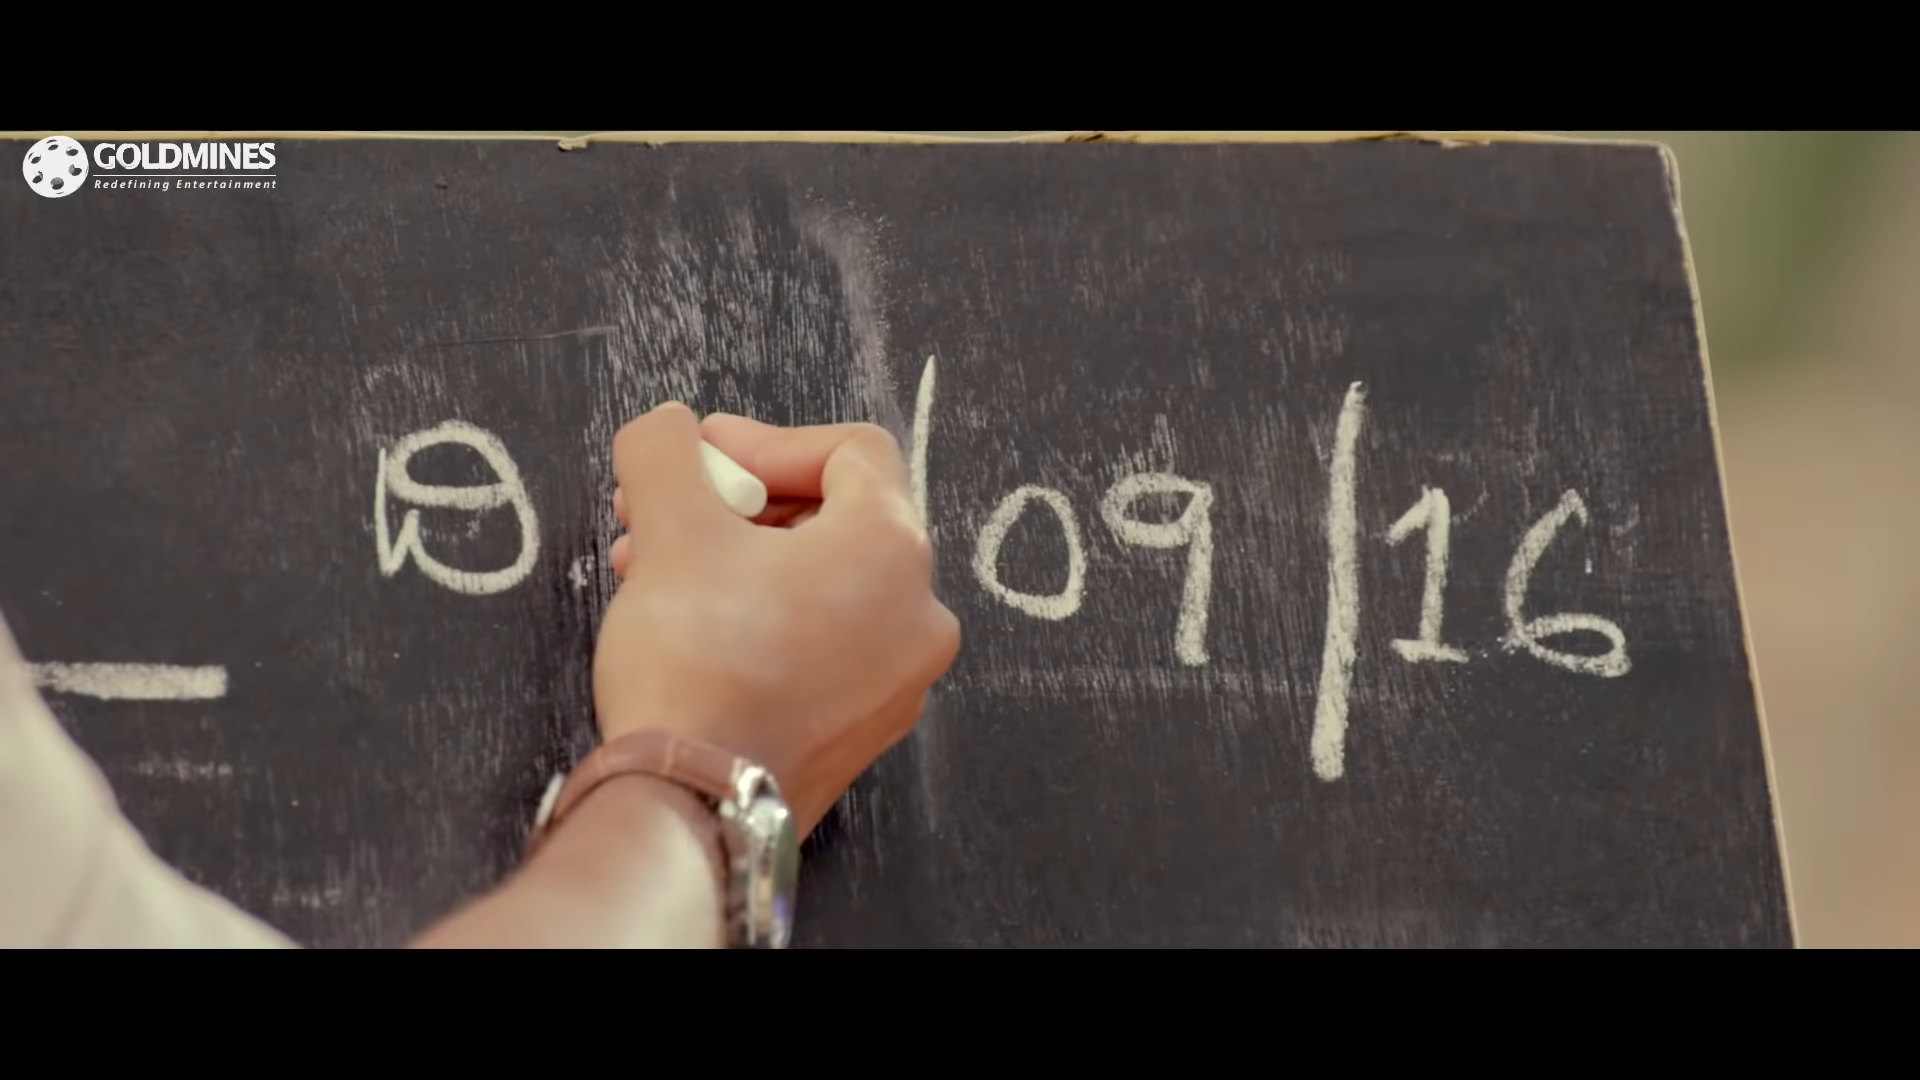 GOLDMINES
Redefining Entertainment
ది. /09/16